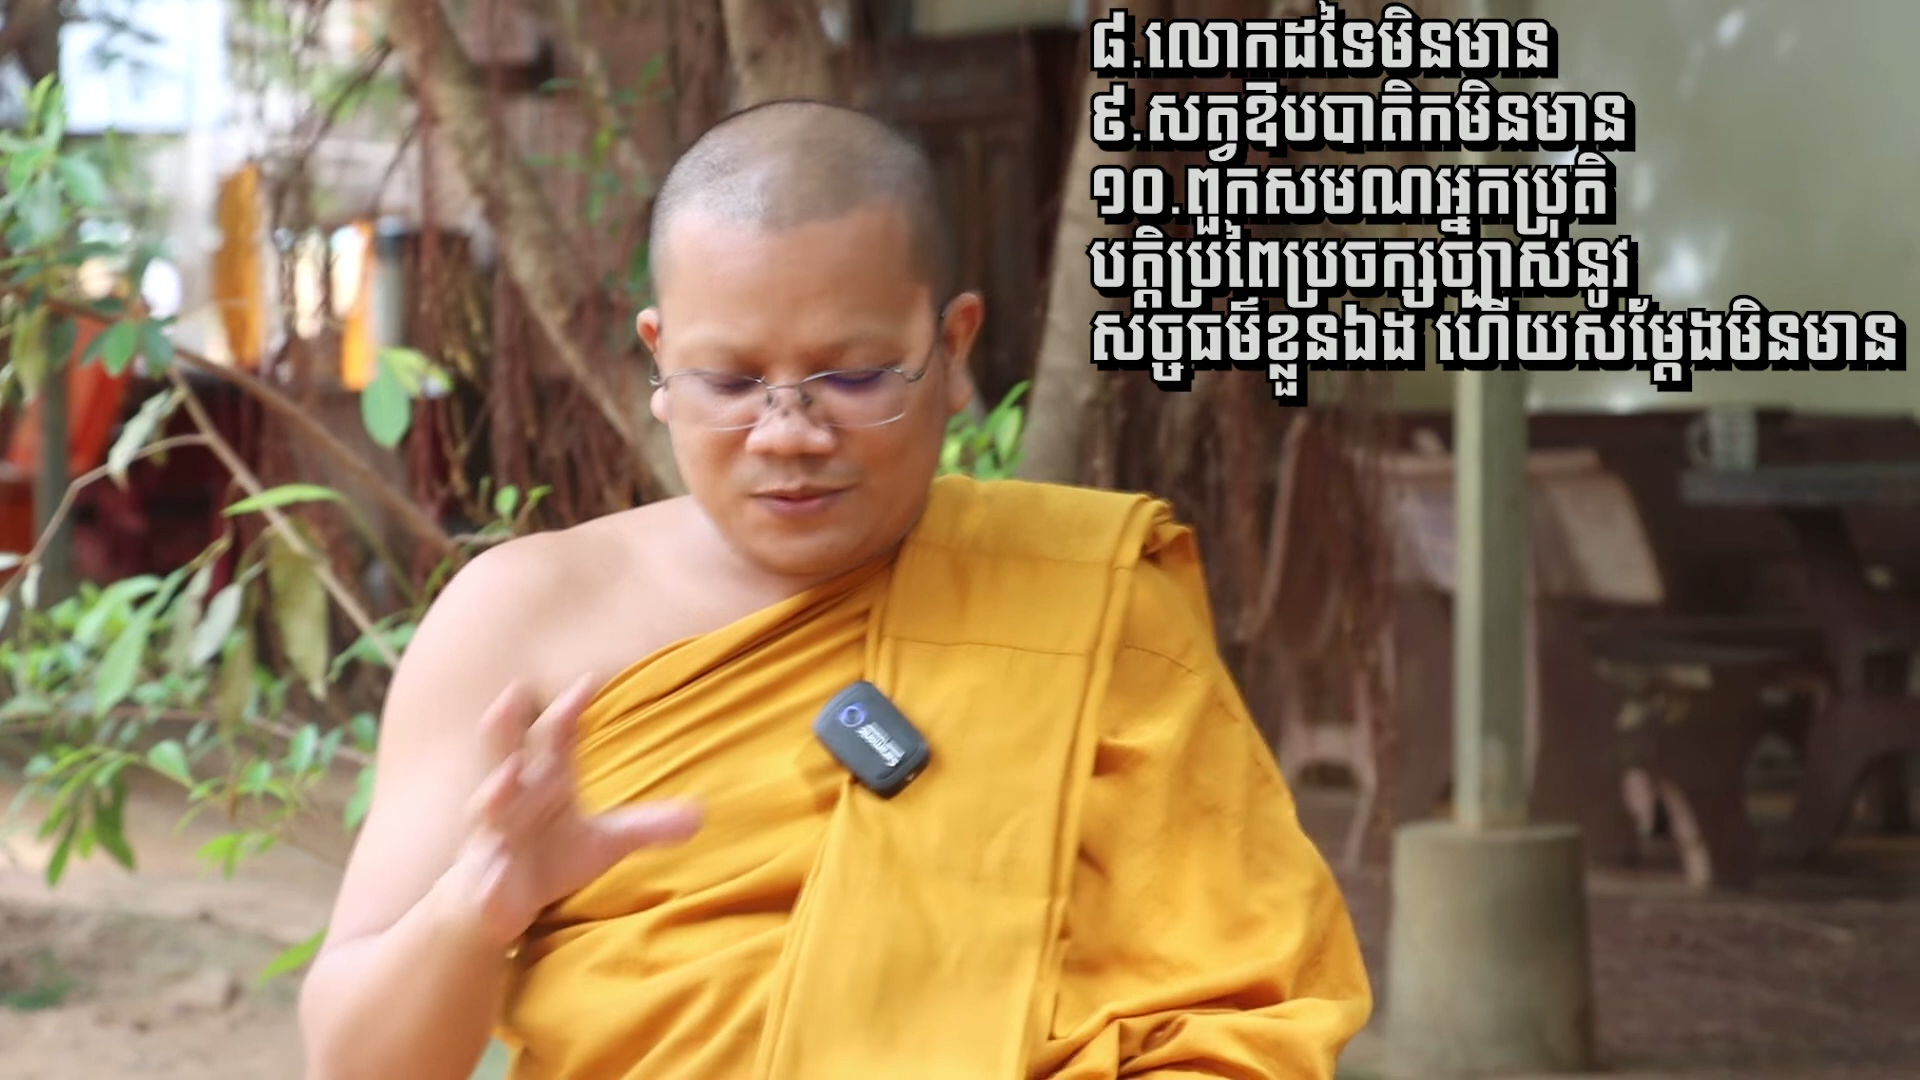 ៨.លោកដទៃមិនមាន
៩.សត្វឱបបាតិកមិនមាន
១០.ពួកសមណអ្នកប្រតិ
បត្តិប្រពៃប្រចក្សច្បាស់នូវ
សច្ចធម៌ខ្លួនឯង ហើយសម្តែងមិនមាន
Saramonic